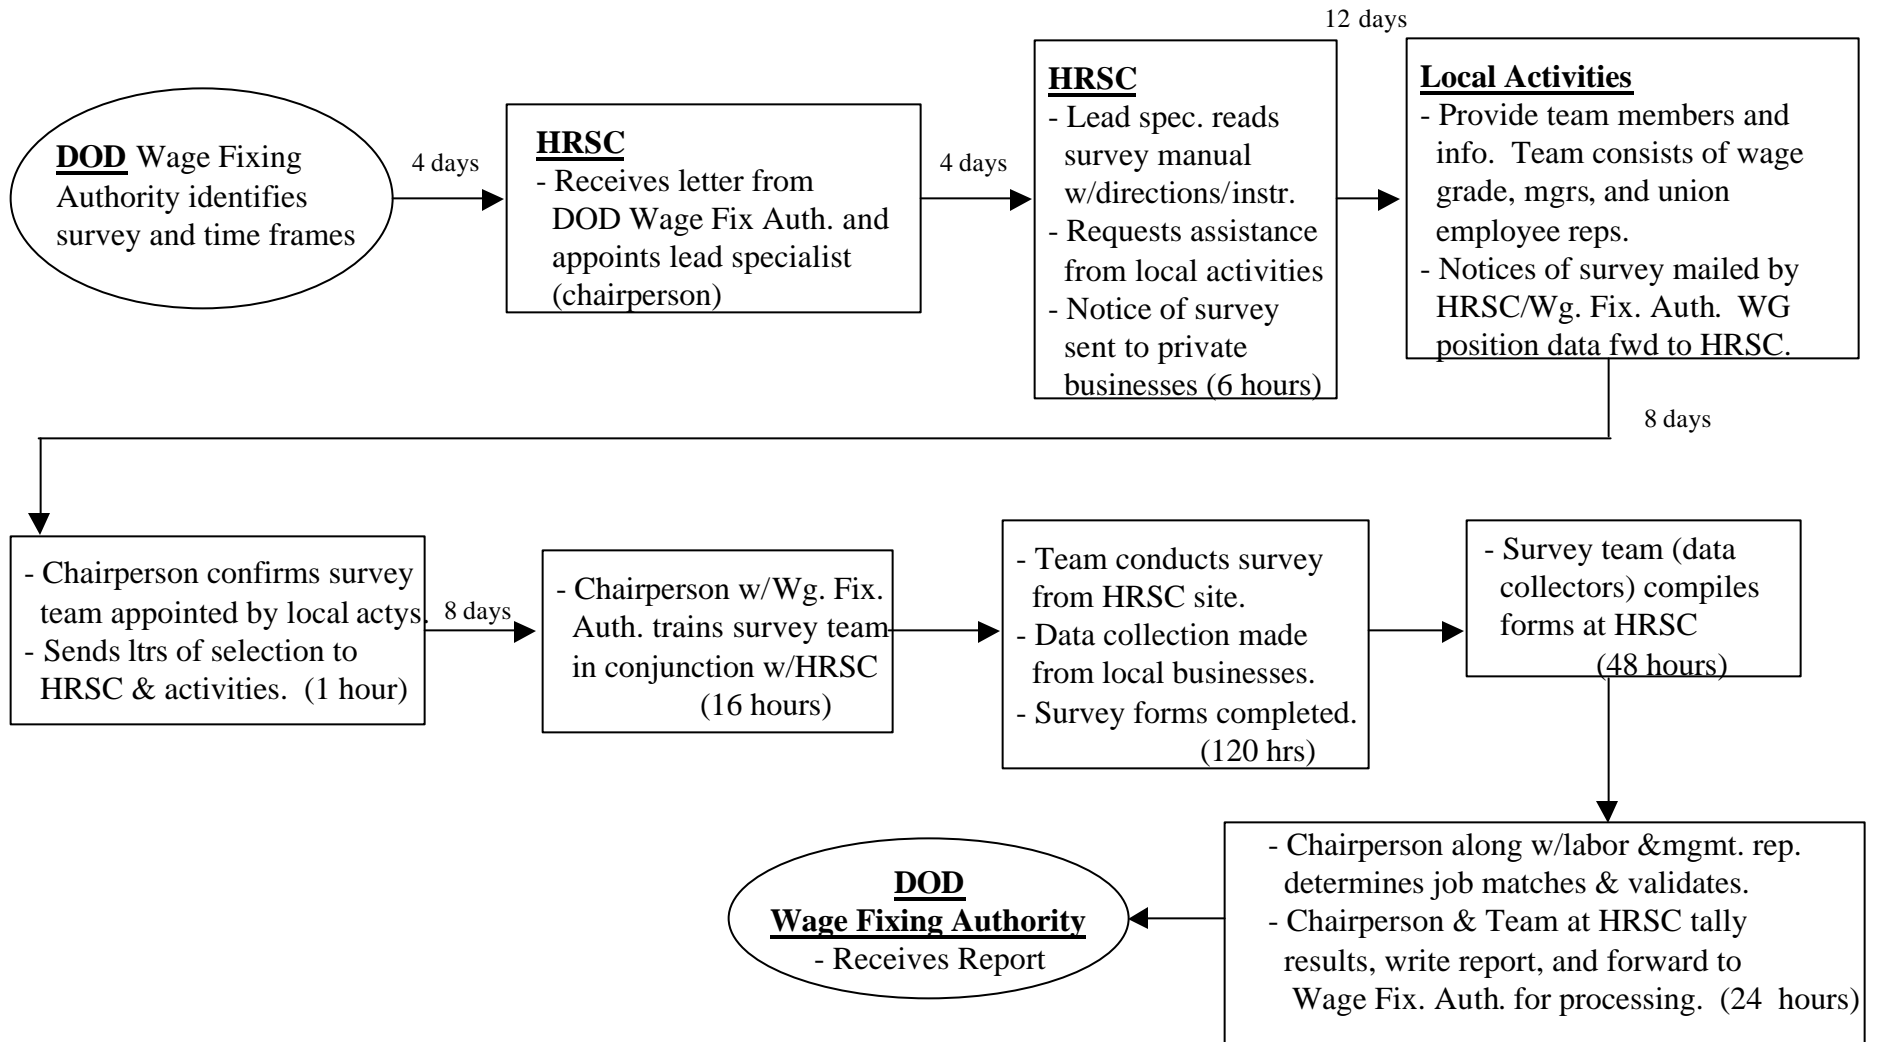 DOD Wage Fixing
Authority identifies
survey and time frames
4 days
HRSC
- Receives letter from
DOD Wage Fix Auth. and
appoints lead specialist
(chairperson)
4 days
HRSC
- Lead spec. reads
survey manual
w/directions/instr.
- Requests assistance
from local activities
- Notice of survey
sent to private
businesses (6 hours)
12 days
Local Activities
- Provide team members and
info. Team consists of wage
grade, mgrs, and union
employee reps.
- Notices of survey mailed by
HRSC/Wg. Fix. Auth. WG
position data fwd to HRSC.
8 days
- Chairperson confirms survey
team appointed by local actys.
- Sends ltrs of selection to
HRSC & activities. (1 hour)
8 days
- Chairperson w/Wg. Fix.
Auth. trains survey team
in conjunction w/HRSC
(16 hours)
- Team conducts survey
from HRSC site.
- Data collection made
from local businesses.
- Survey forms completed.
(120 hrs)
- Survey team (data
collectors) compiles
forms at HRSC
(48 hours)
- Chairperson along w/labor &mgmt. rep.
determines job matches & validates.
- Chairperson & Team at HRSC tally
results, write report, and forward to
Wage Fix. Auth. for processing. (24 hours)
DOD
Wage Fixing Authority
- Receives Report